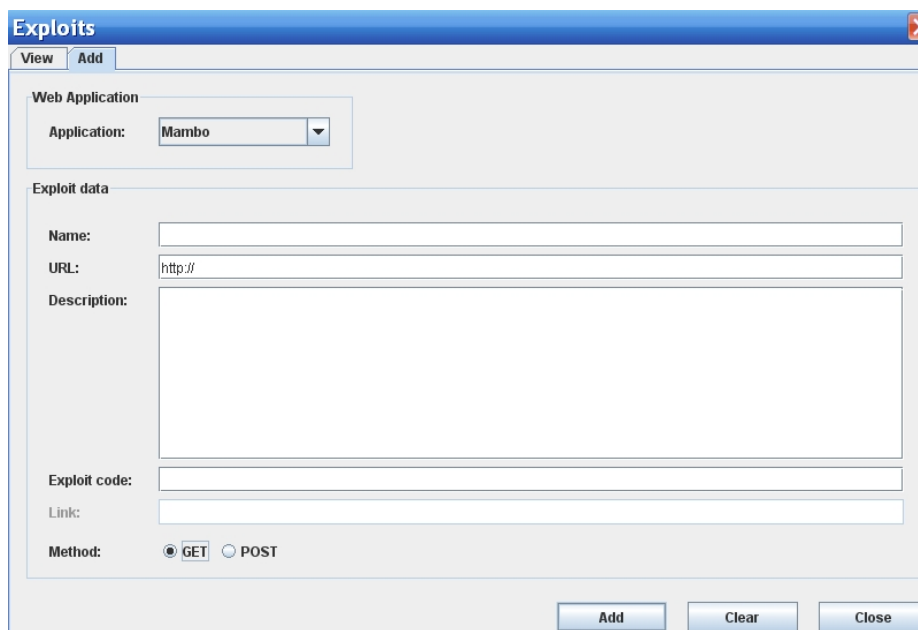 Exploits
View Add
Web Application
Application: Mambo
Exploit data
Name:
URL: http://
Description:
Exploit code:
Link:
Method: GET POST
Add Clear Close